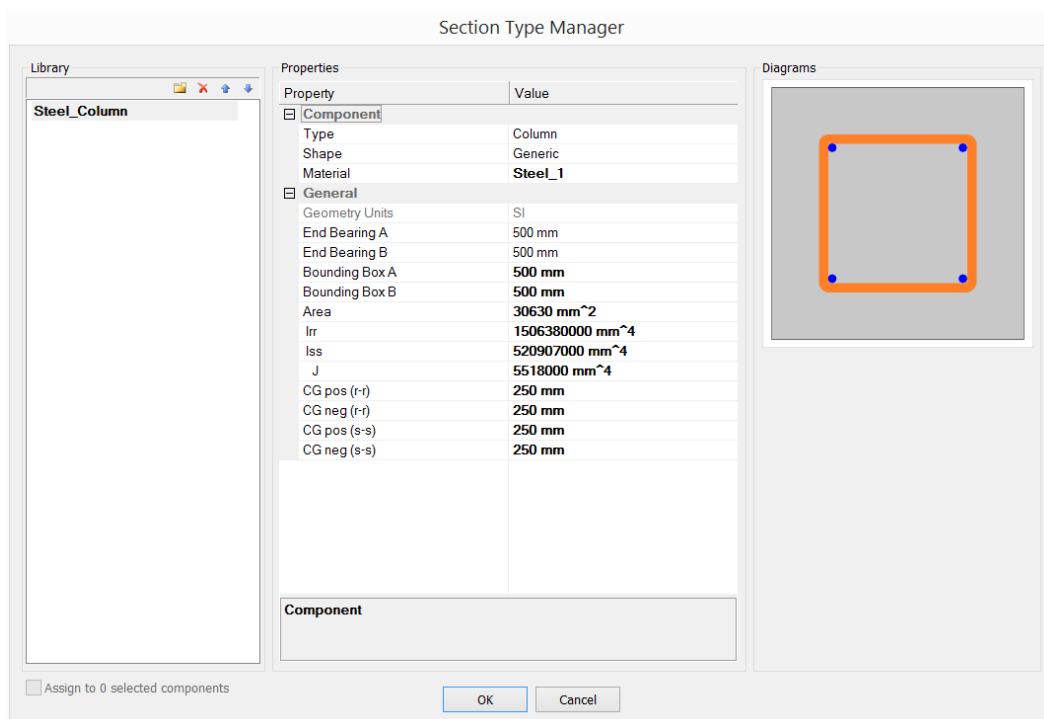 Section Type Manager
Library
Steel_Column
Properties
Property Value
Component
Type Column
Shape Generic
Material Steel_1
General
Geometry Units SI
End Bearing A 500 mm
End Bearing B 500 mm
Bounding Box A 500 mm
Bounding Box B 500 mm
Area 30630 mm^2
Irr 1506380000 mm^4
Iss 520907000 mm^4
J 5518000 mm^4
CG pos (r-r) 250 mm
CG neg (r-r) 250 mm
CG pos (s-s) 250 mm
CG neg (s-s) 250 mm
Component
Diagrams
Assign to 0 selected components
OK Cancel